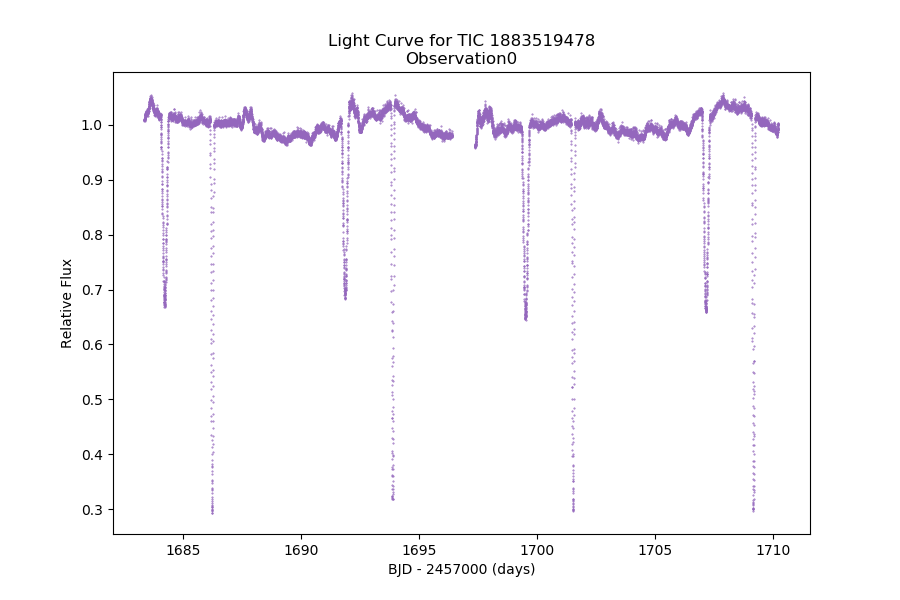 Light Curve for TIC 1883519478
Observation0
1.0
0.9
0.8
0.7
0.6
0.5
0.4
0.3
Relative Flux
1685 1690 1695 1700 1705 1710
BJD - 2457000 (days)